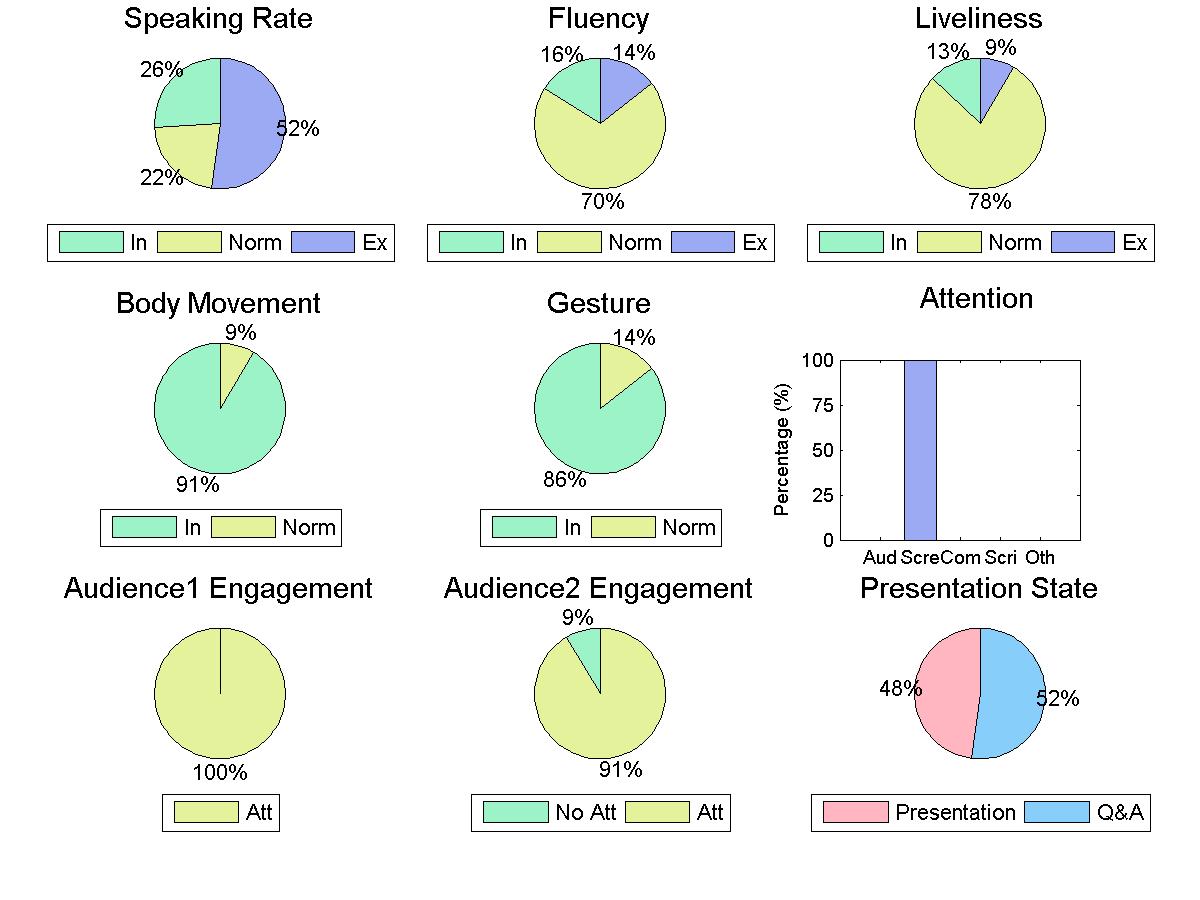 Speaking Rate
26%
52%
22%
In Norm Ex
Fluency
16% 14%
70%
In Norm Ex
Liveliness
13% 9%
78%
In Norm Ex
Body Movement
9%
91%
In Norm
Gesture
14%
86%
In Norm
Attention
Percentage (%)
100
75
50
25
0
Aud Scre Com Scri Oth
Audience1 Engagement
100%
Att
Audience2 Engagement
9%
91%
No Att Att
Presentation State
48%
52%
Presentation Q&A